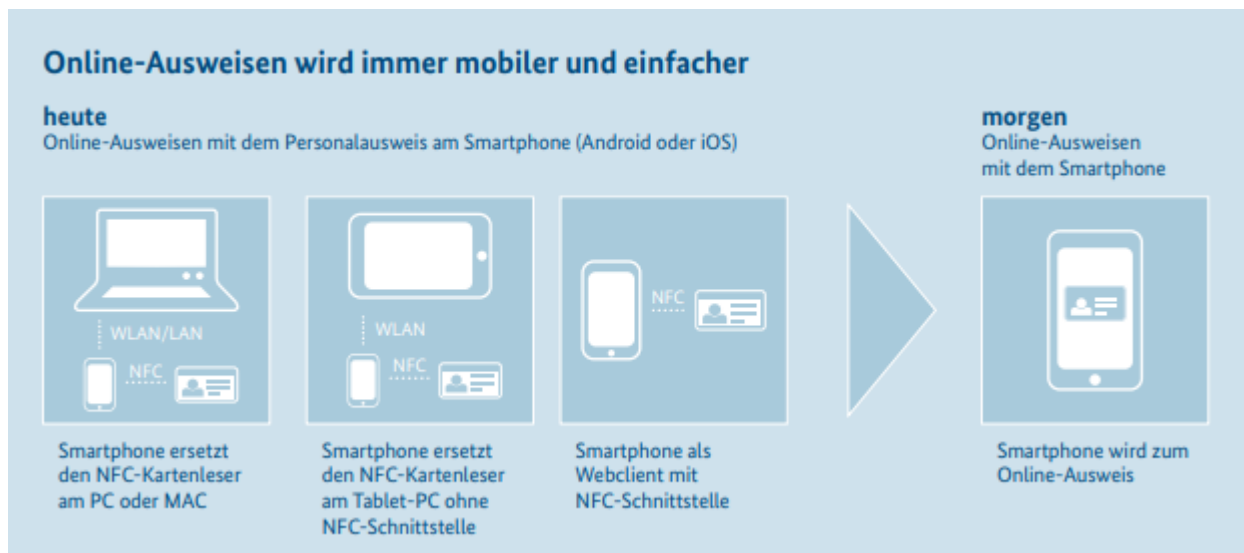 Online-Ausweisen wird immer mobiler und einfacher
heute
Online-Ausweisen mit dem Personalausweis am Smartphone (Android oder iOS)
WLAN/LAN
NFC
Smartphone ersetzt
den NFC-Kartenleser
am PC oder MAC
WLAN
NFC
Smartphone ersetzt
den NFC-Kartenleser
am Tablet-PC ohne
NFC-Schnittstelle
NFC
Smartphone als
Webclient mit
NFC-Schnittstelle
morgen
Online-Ausweisen
mit dem Smartphone
Smartphone wird zum
Online-Ausweis